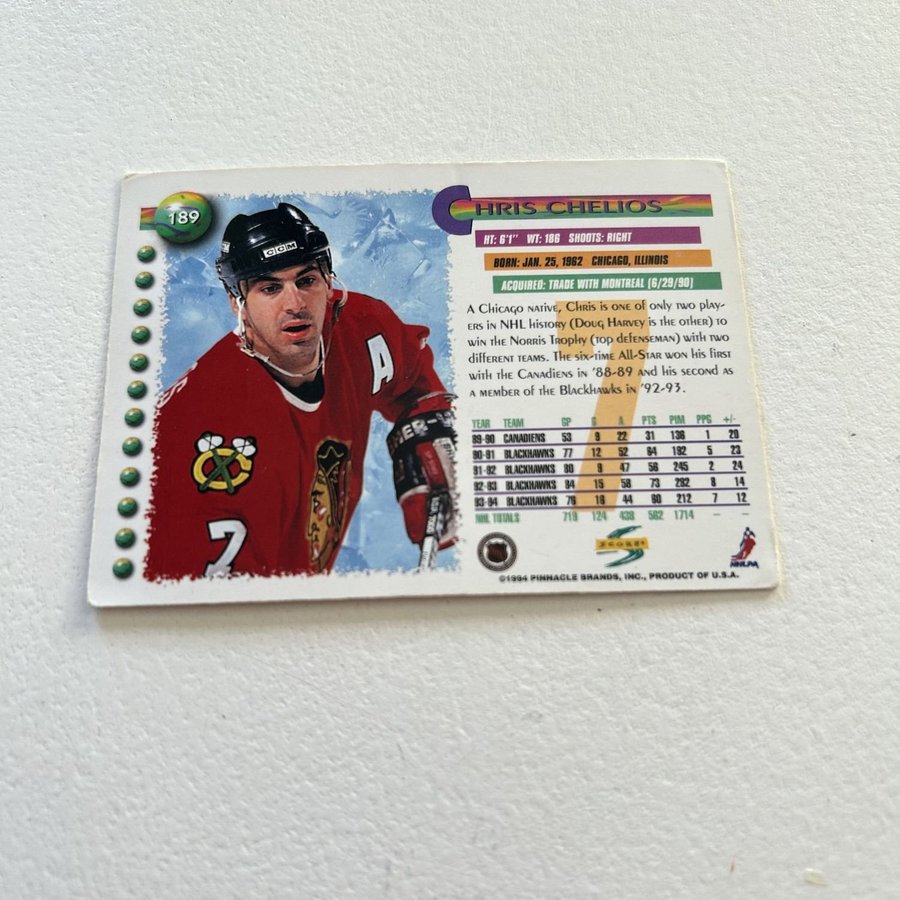 189
CHRIS CHELIOS
HT: 6'1" WT: 186 SHOOTS: RIGHT
BORN: JAN. 25, 1962 CHICAGO, ILLINOIS
ACQUIRED: TRADE WITH MONTREAL (6/29/90)
A CHICAGO NATIVE, CHRIS IS ONE OF ONLY TWO PLAY-
ERS IN NHL HISTORY (DOUG HARVEY IS THE OTHER) TO
WIN THE NORRIS TROPHY (TOP DEFENSEMAN) WITH TWO
DIFFERENT TEAMS. THE SIX-TIME ALL-STAR WON HIS FIRST
WITH THE CANADIENS IN '88-89 AND HIS SECOND AS
A MEMBER OF THE BLACKHAWKS IN '92-93.
YEAR TEAM GP G A PTS PIM PPG +/-
89-90 CANADIENS 53 9 22 31 136 1 20
90-91 BLACKHAWKS 77 12 52 64 192 5 23
91-92 BLACKHAWKS 80 9 47 56 245 2 24
92-93 BLACKHAWKS 84 15 58 73 282 8 14
93-94 BLACKHAWKS 76 16 44 60 212 7 12
NHL TOTALS 719 124 438 562 1714 — —
CCM
A
C
7
7
SCORE
NHL
NHLPA
©1994 PINNACLE BRANDS, INC., PRODUCT OF U.S.A.